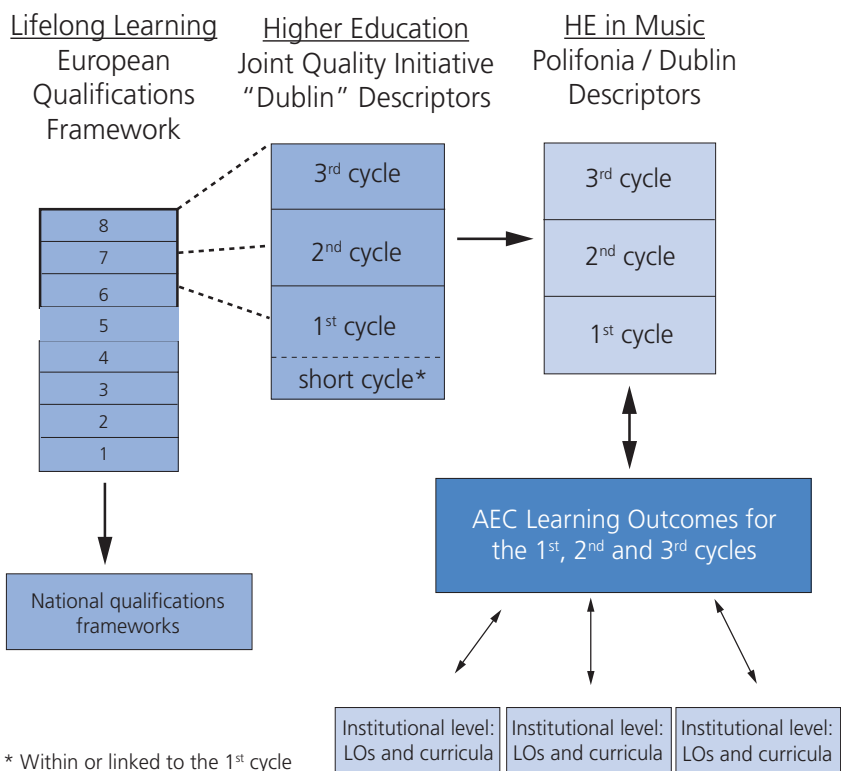 Lifelong Learning
European
Qualifications
Framework
Higher Education
Joint Quality Initiative
“Dublin” Descriptors
HE in Music
Polifonia / Dublin
Descriptors
8
7
6
5
4
3
2
1
3rd cycle
2nd cycle
1st cycle
short cycle*
3rd cycle
2nd cycle
1st cycle
National qualifications
frameworks
AEC Learning Outcomes for
the 1st, 2nd and 3rd cycles
Institutional level:
LOs and curricula
Institutional level:
LOs and curricula
Institutional level:
LOs and curricula
* Within or linked to the 1st cycle